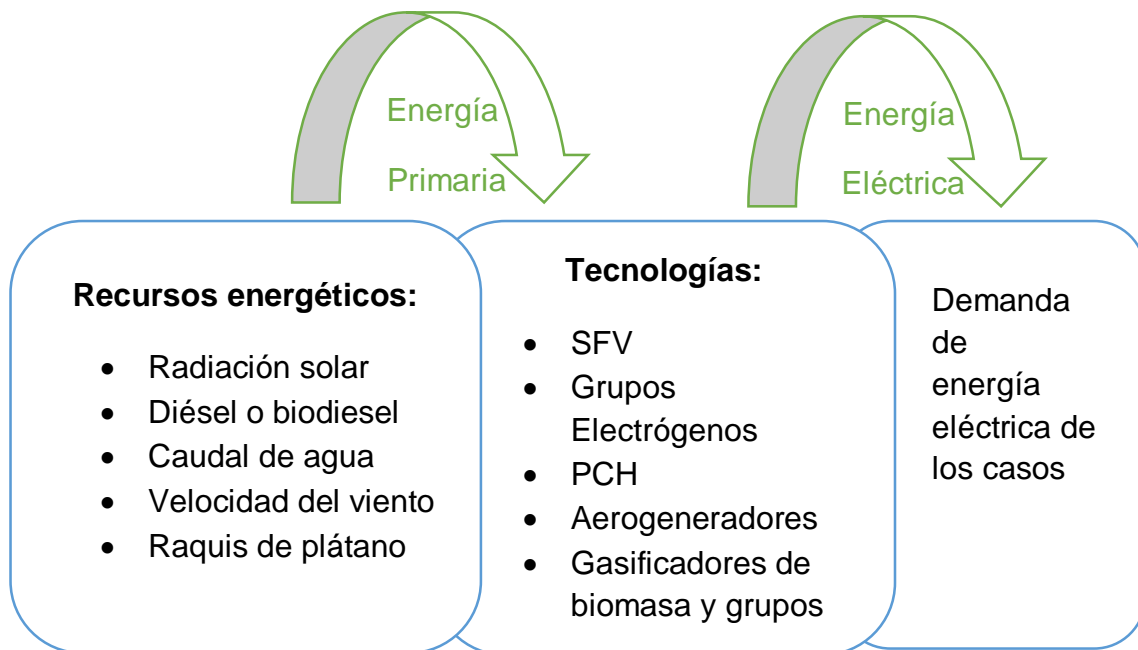 Energía
Primaria
Energía
Eléctrica
Recursos energéticos:
• Radiación solar
• Diésel o biodiesel
• Caudal de agua
• Velocidad del viento
• Raquis de plátano
Tecnologías:
• SFV
• Grupos
Electrógenos
• PCH
• Aerogeneradores
• Gasificadores de
biomasa y grupos
Demanda
de
energía
eléctrica de
los casos